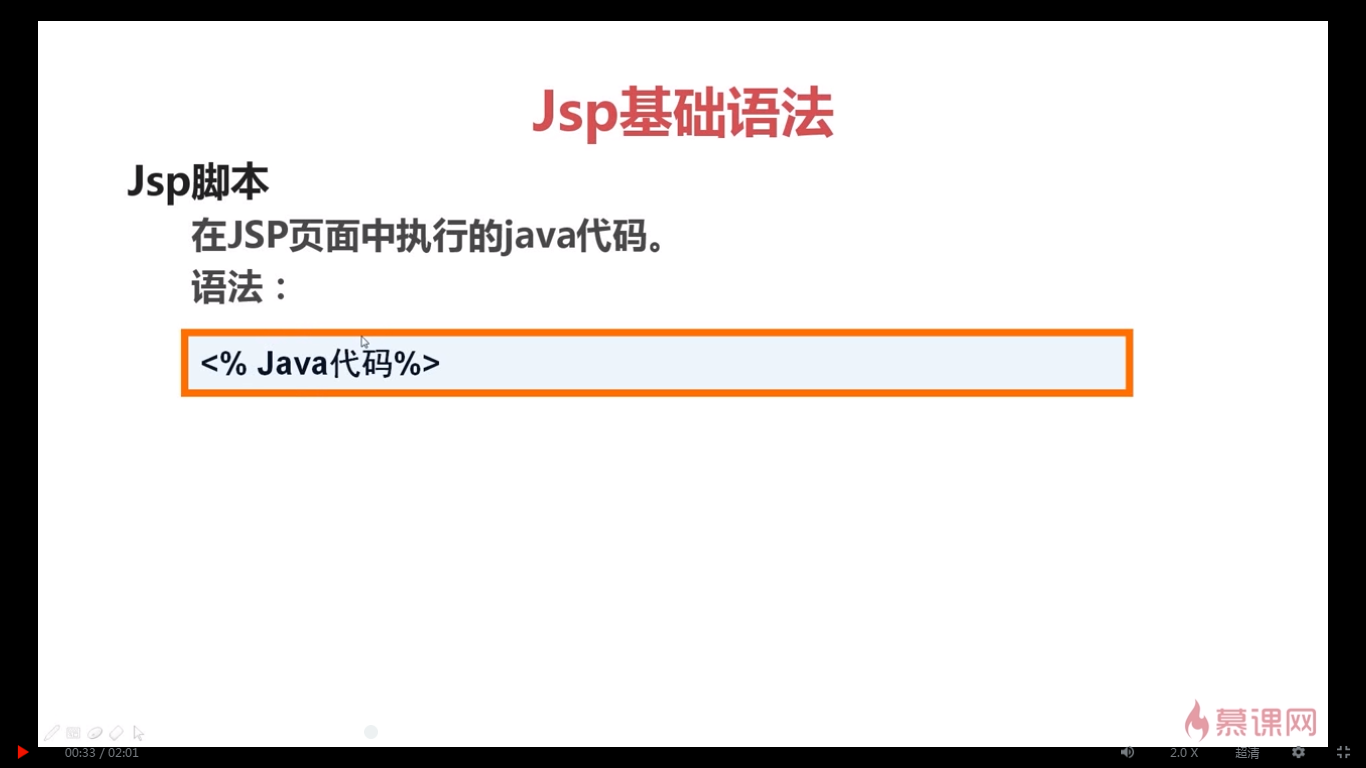 Jsp基础语法
Jsp脚本
在JSP页面中执行的java代码。
语法：
<% Java代码%>
慕课网
00:33 / 02:01
2.0 X
超清